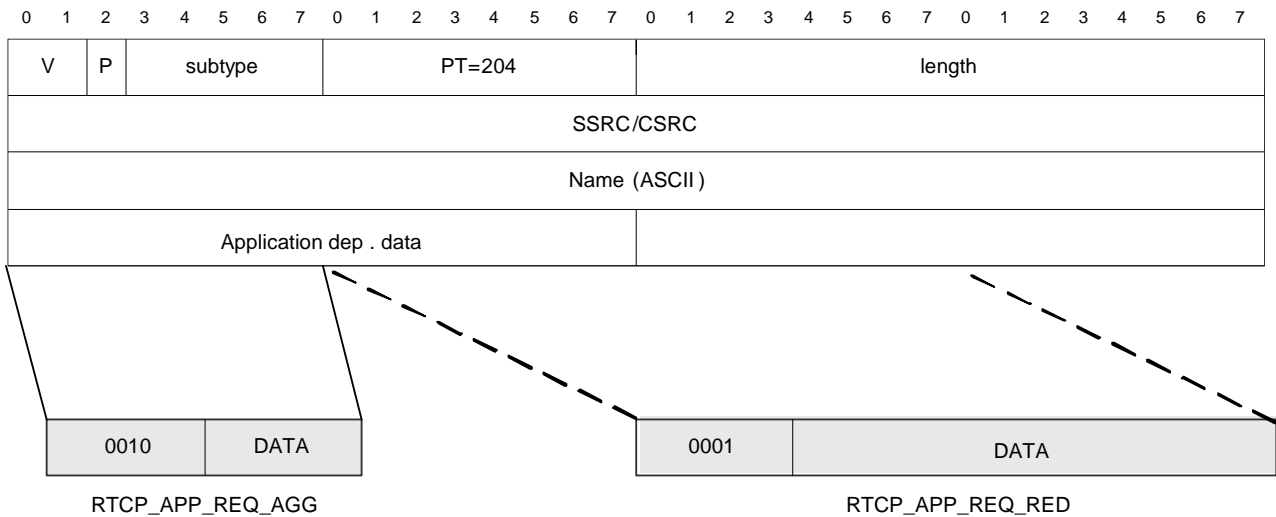 0 1 2 3 4 5 6 7 0 1 2 3 4 5 6 7 0 1 2 3 4 5 6 7 0 1 2 3 4 5 6 7
V P subtype PT=204 length
SSRC/CSRC
Name (ASCII)
Application dep . data
0010 DATA 0001 DATA
RTCP_APP_REQ_AGG RTCP_APP_REQ_RED